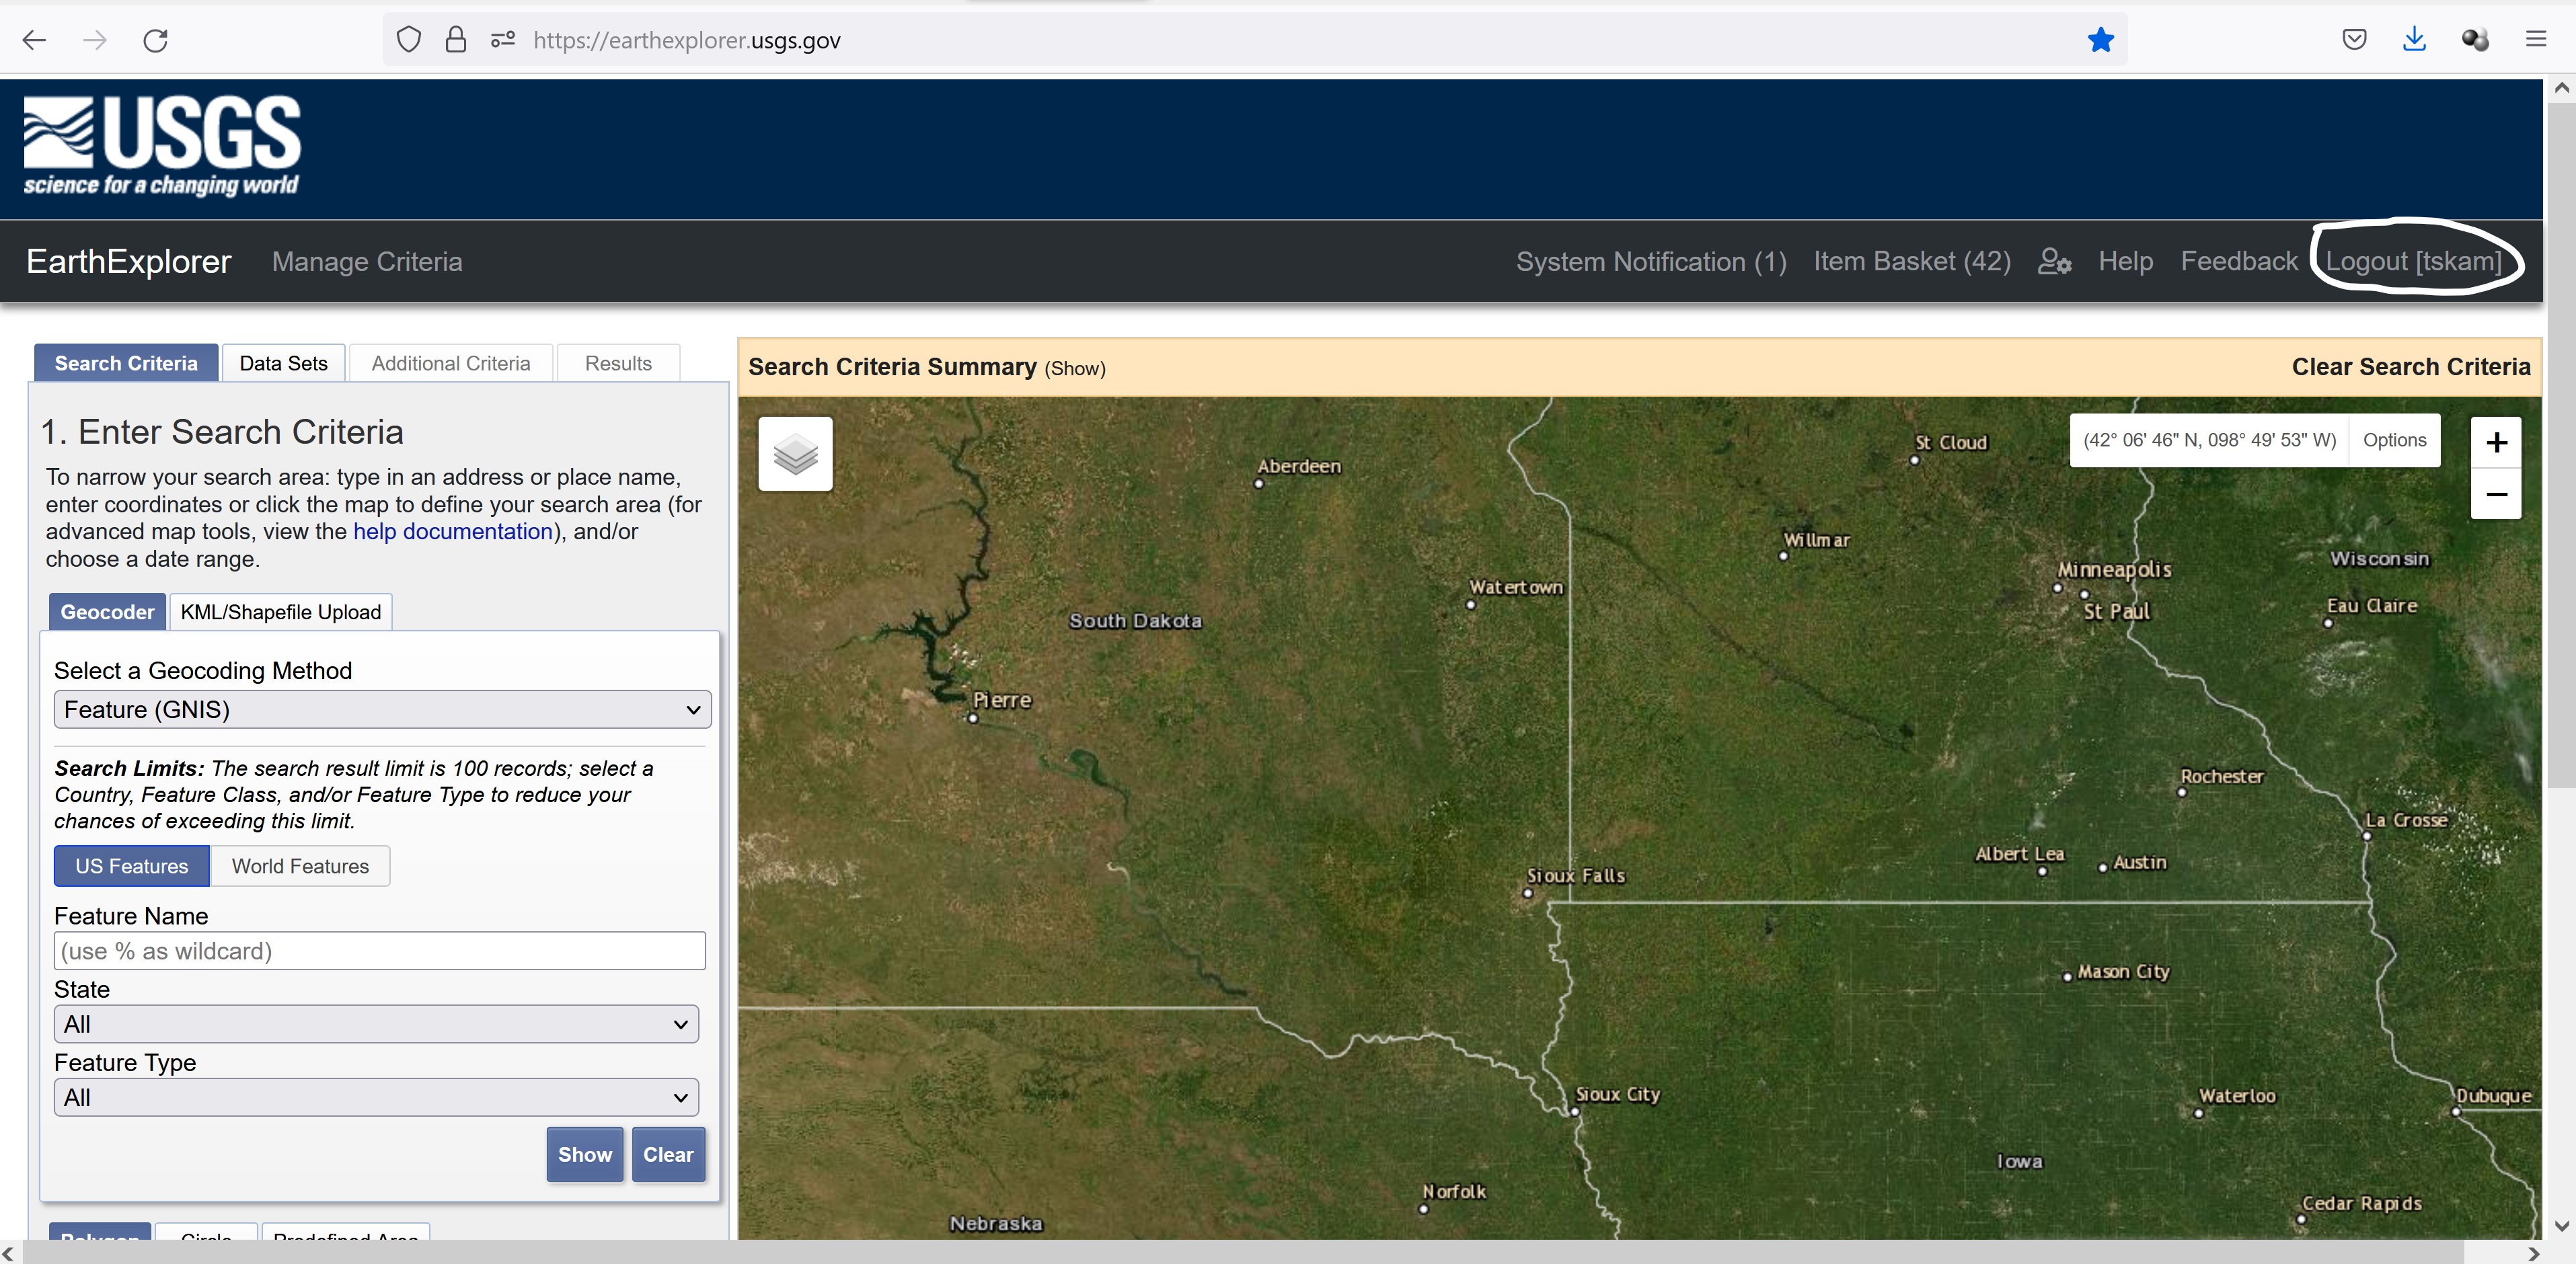 https://earthexplorer.usgs.gov
USGS
science for a changing world
EarthExplorer Manage Criteria System Notification (1) Item Basket (42) Help Feedback Logout [tskam]
Search Criteria Data Sets Additional Criteria Results
1. Enter Search Criteria
To narrow your search area: type in an address or place name,
enter coordinates or click the map to define your search area (for
advanced map tools, view the help documentation), and/or
choose a date range.
Geocoder KML/Shapefile Upload
Select a Geocoding Method
Feature (GNIS)
Search Limits: The search result limit is 100 records; select a
Country, Feature Class, and/or Feature Type to reduce your
chances of exceeding this limit.
US Features World Features
Feature Name
(use % as wildcard)
State
All
Feature Type
All
Show Clear
Polygon Circle Predefined Area
Search Criteria Summary (Show) Clear Search Criteria
(42° 06' 46" N, 098° 49' 53" W) Options
+
−
St Cloud
Aberdeen
Willmar
Wisconsin
Minneapolis
Watertown
Eau Claire
St Paul
South Dakota
Pierre
Rochester
La Crosse
Albert Lea
Austin
Sioux Falls
Mason City
Sioux City
Waterloo
Dubuque
Iowa
Norfolk
Cedar Rapids
Nebraska